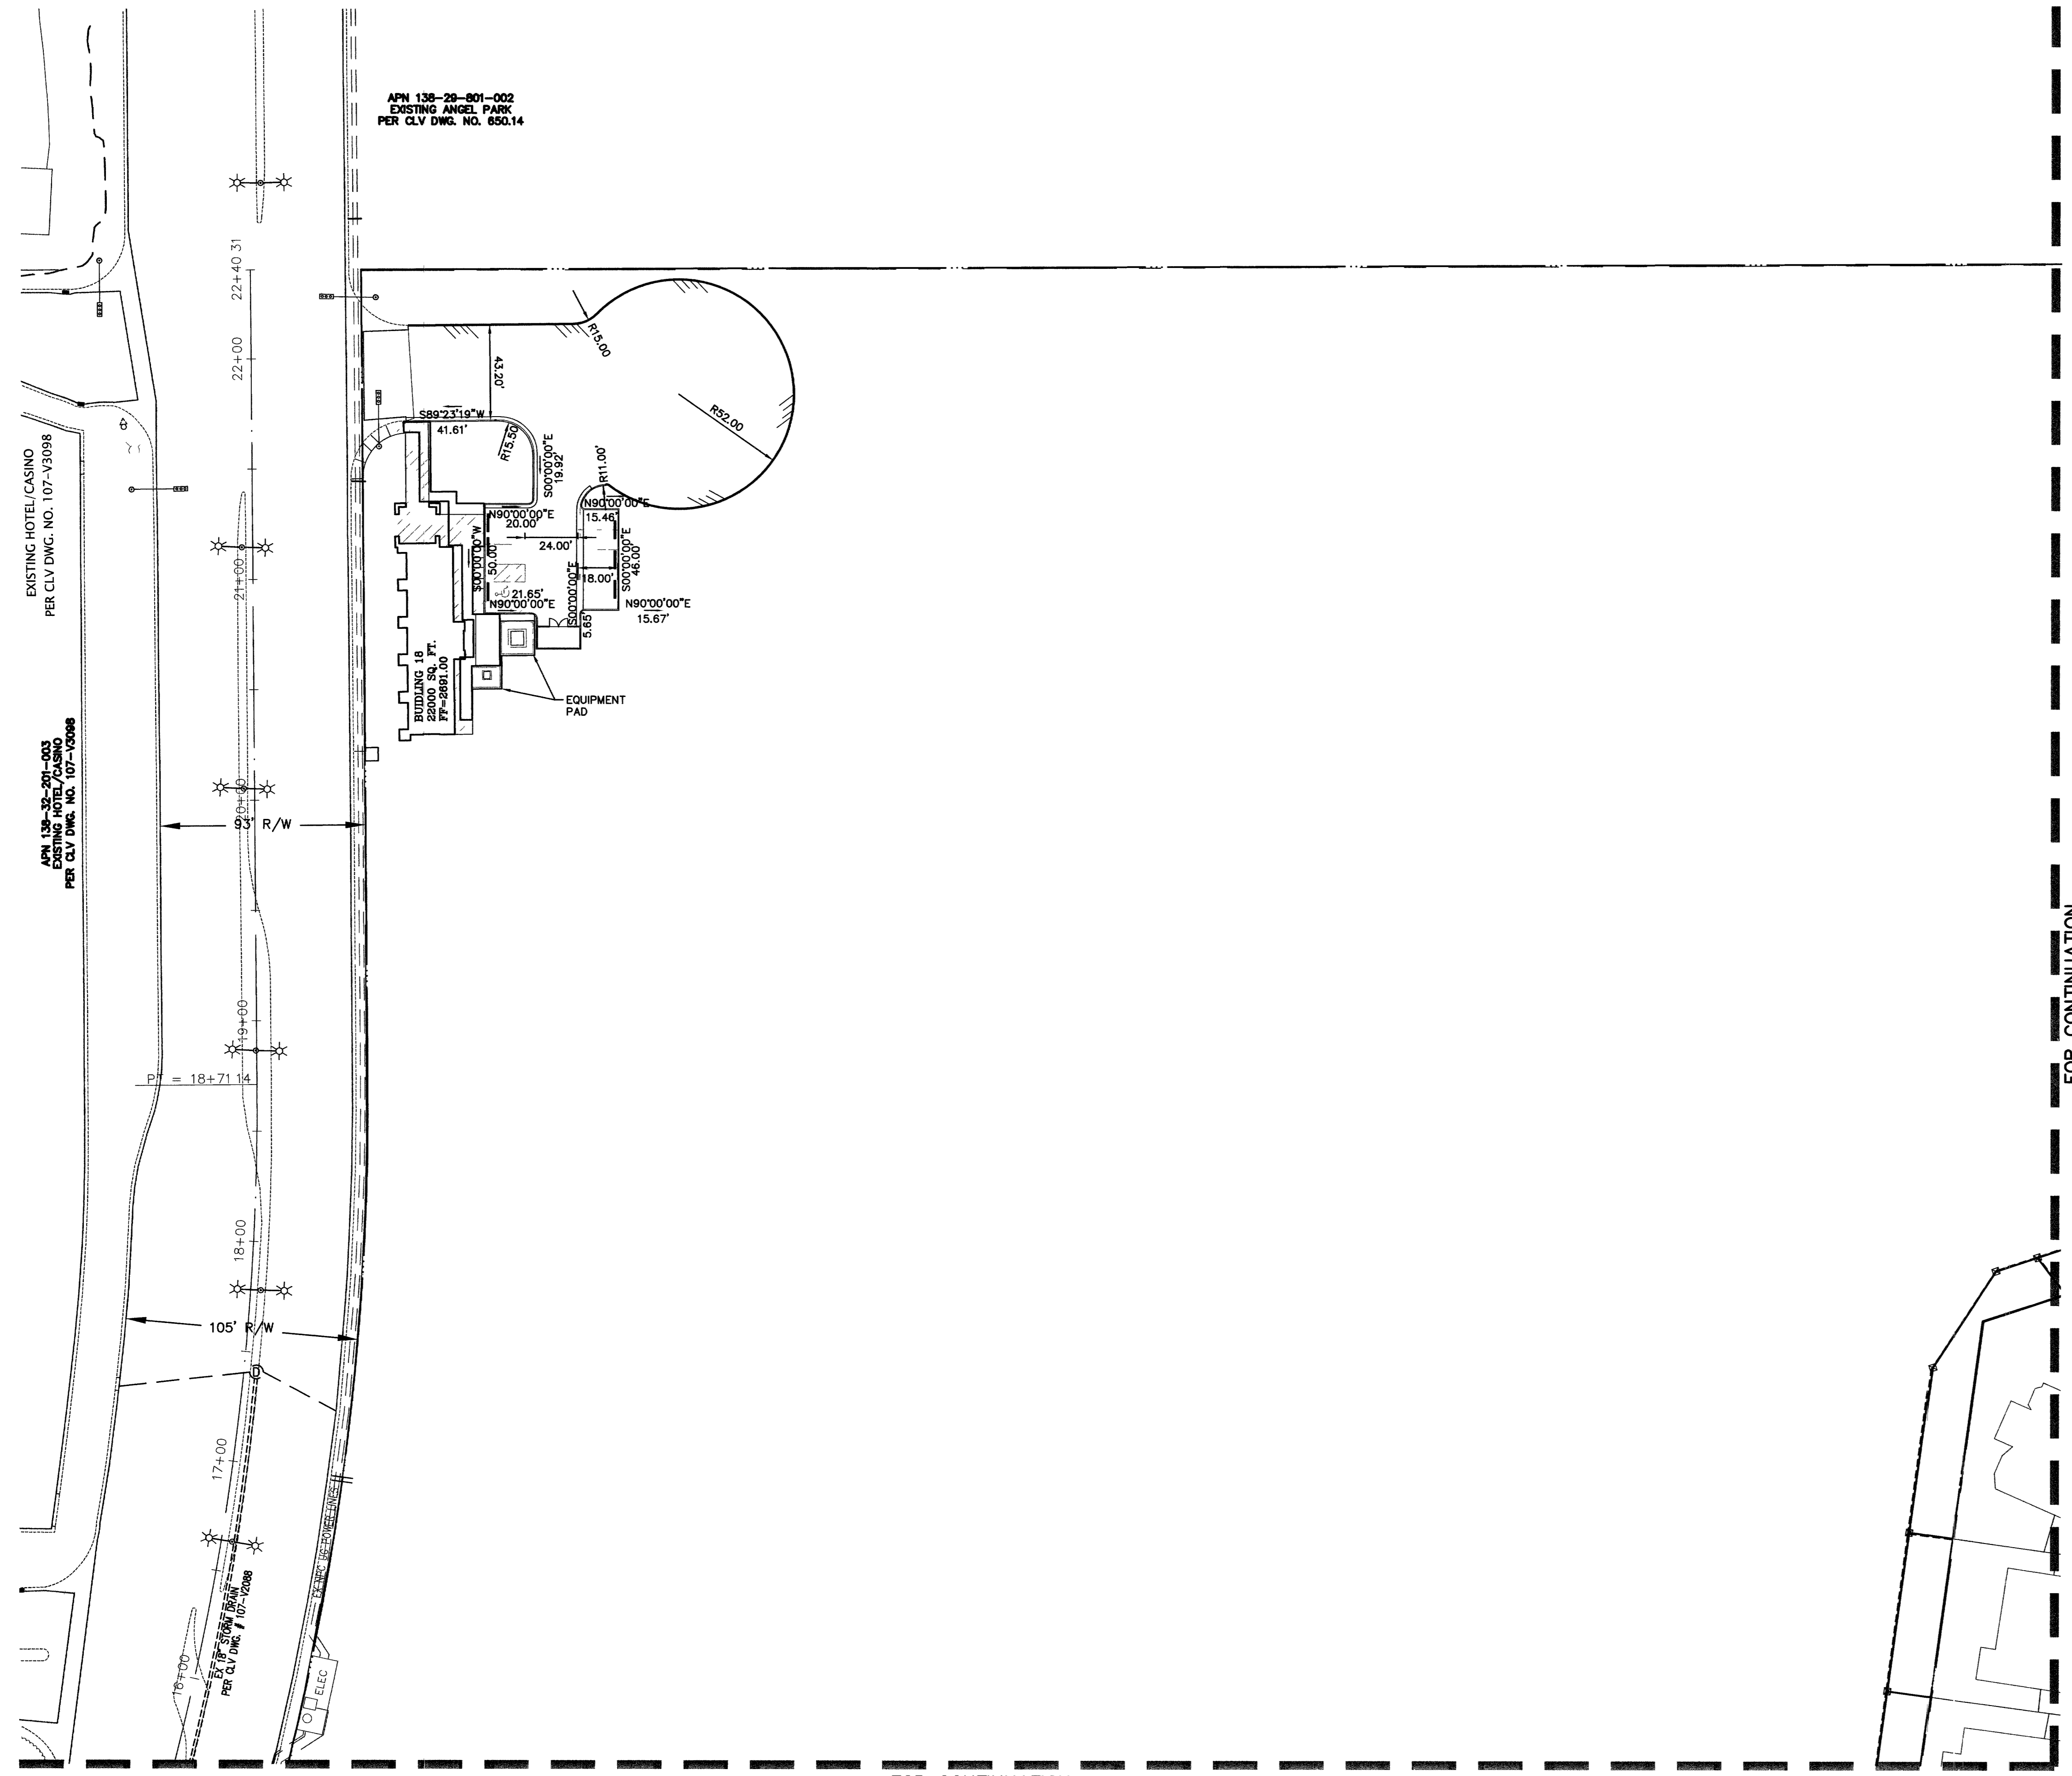 APN 138-29-801-002
EXISTING ANGEL PARK
PER CLV DWG. NO. 650.14
22+40 31
22+00
R15.00
43.20'
R52.00
S89°23'19"W
41.61'
R15.50
S00°00'00"E
19.92'
R11.00'
EXISTING HOTEL/CASINO
PER CLV DWG. NO. 107-V3098
N90°00'00"E
20.00'
N90°00'00"E
15.46'
24.00'
S00°00'00"W
50.00'
S00°00'00"E
46.00'
18.00'
21+00
21.65'
N90°00'00"E
S00°00'00"E
5.65'
N90°00'00"E
15.67'
BUIDLING 18
22000 SQ. FT.
FF=2691.00
EQUIPMENT
PAD
APN 138-32-201-003
EXISTING HOTEL/CASINO
PER CLV DWG. NO. 107-V3098
20+00
93' R/W
FOR CONTINUATION
19+00
PT = 18+71 14
18+00
105' R/W
D
17+00
EX NPC UG POWER LINES
EX 18" STORM DRAIN
PER CLV DWG. # 107-V2088
16+00
ELEC